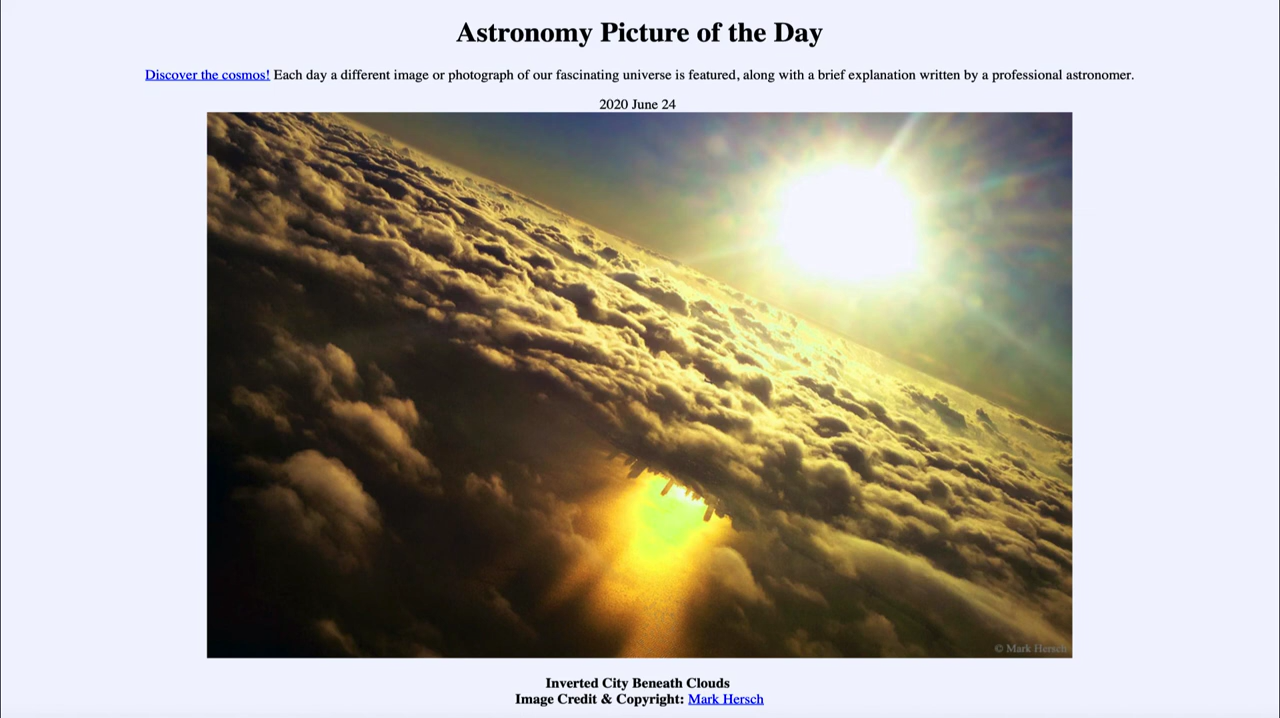 Astronomy Picture of the Day
Discover the cosmos! Each day a different image or photograph of our fascinating universe is featured, along with a brief explanation written by a professional astronomer.
2020 June 24
© Mark Hersch
Inverted City Beneath Clouds
Image Credit & Copyright: Mark Hersch